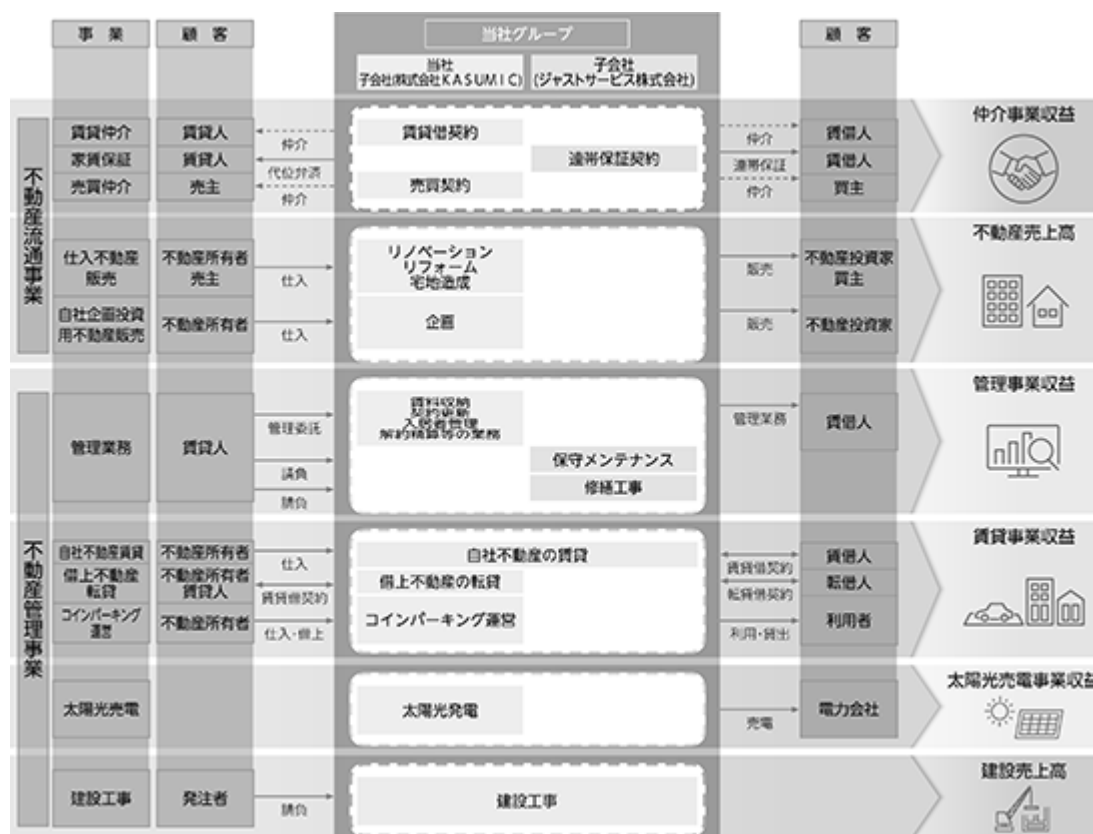 事業
顧客
当社グループ
顧客
当社
子会社(株式会社KASUMIC)
子会社
(ジャストサービス株式会社)
不動産流通事業
賃貸仲介
賃貸人
仲介
賃貸借契約
仲介
賃借人
仲介事業収益
家賃保証
賃貸人
代位弁済
連帯保証契約
連帯保証
賃借人
売買仲介
売主
仲介
売買契約
仲介
買主
仕入不動産
販売
不動産所有者
売主
仕入
リノベーション
リフォーム
宅地造成
販売
不動産投資家
買主
不動産売上高
自社企画投資
用不動産販売
不動産所有者
仕入
企画
販売
不動産投資家
不動産管理事業
管理業務
賃貸人
管理委託
請負
請負
賃料収納
契約更新
入居者管理
解約精算等の業務
保守メンテナンス
修繕工事
管理業務
賃借人
管理事業収益
自社不動産賃貸
不動産所有者
仕入
自社不動産の賃貸
賃貸借契約
賃借人
賃貸事業収益
借上不動産
転貸
不動産所有者
賃貸人
賃貸借契約
借上不動産の転貸
転貸借契約
転借人
コインパーキング
運営
不動産所有者
仕入・借上
コインパーキング運営
利用・貸出
利用者
太陽光売電
太陽光発電
売電
電力会社
太陽光売電事業収益
建設工事
発注者
請負
建設工事
建設売上高